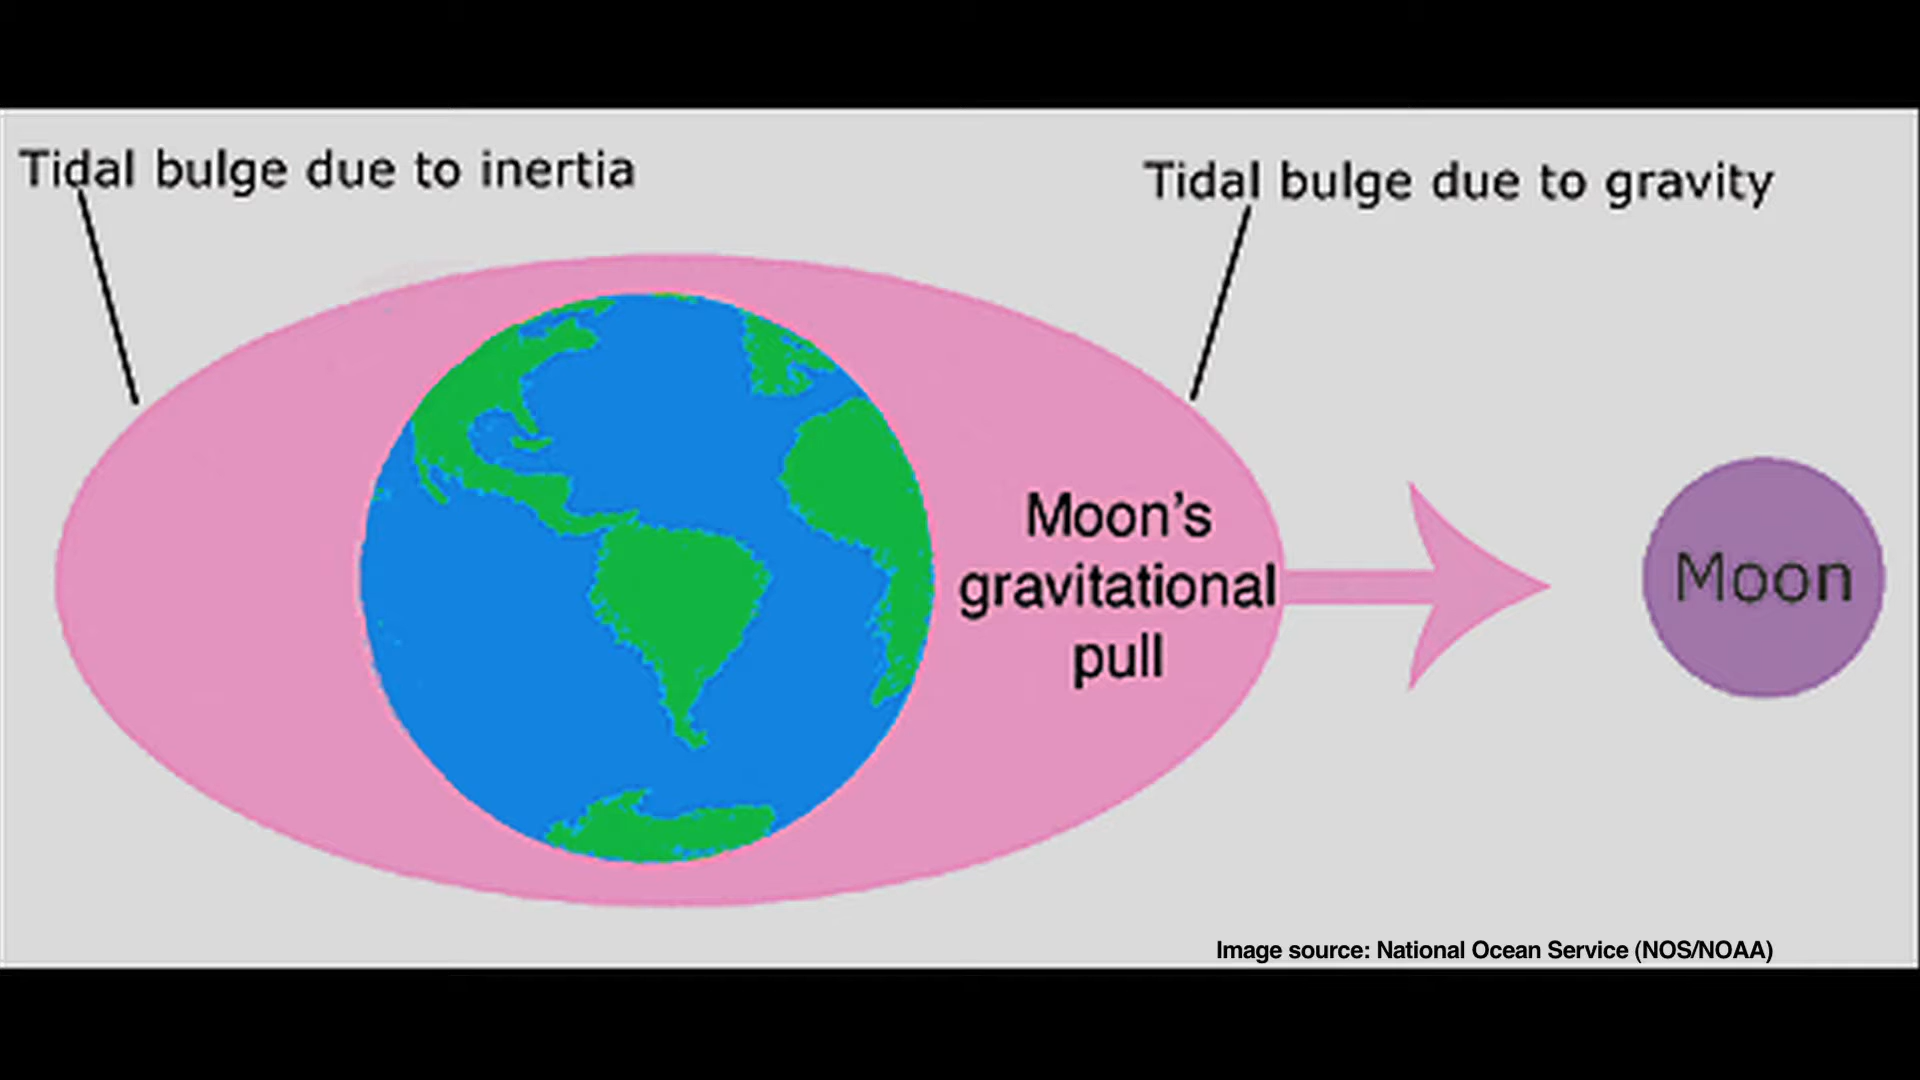 Tidal bulge due to inertia
Tidal bulge due to gravity
Moon’s
gravitational
pull
Moon
Image source: National Ocean Service (NOS/NOAA)